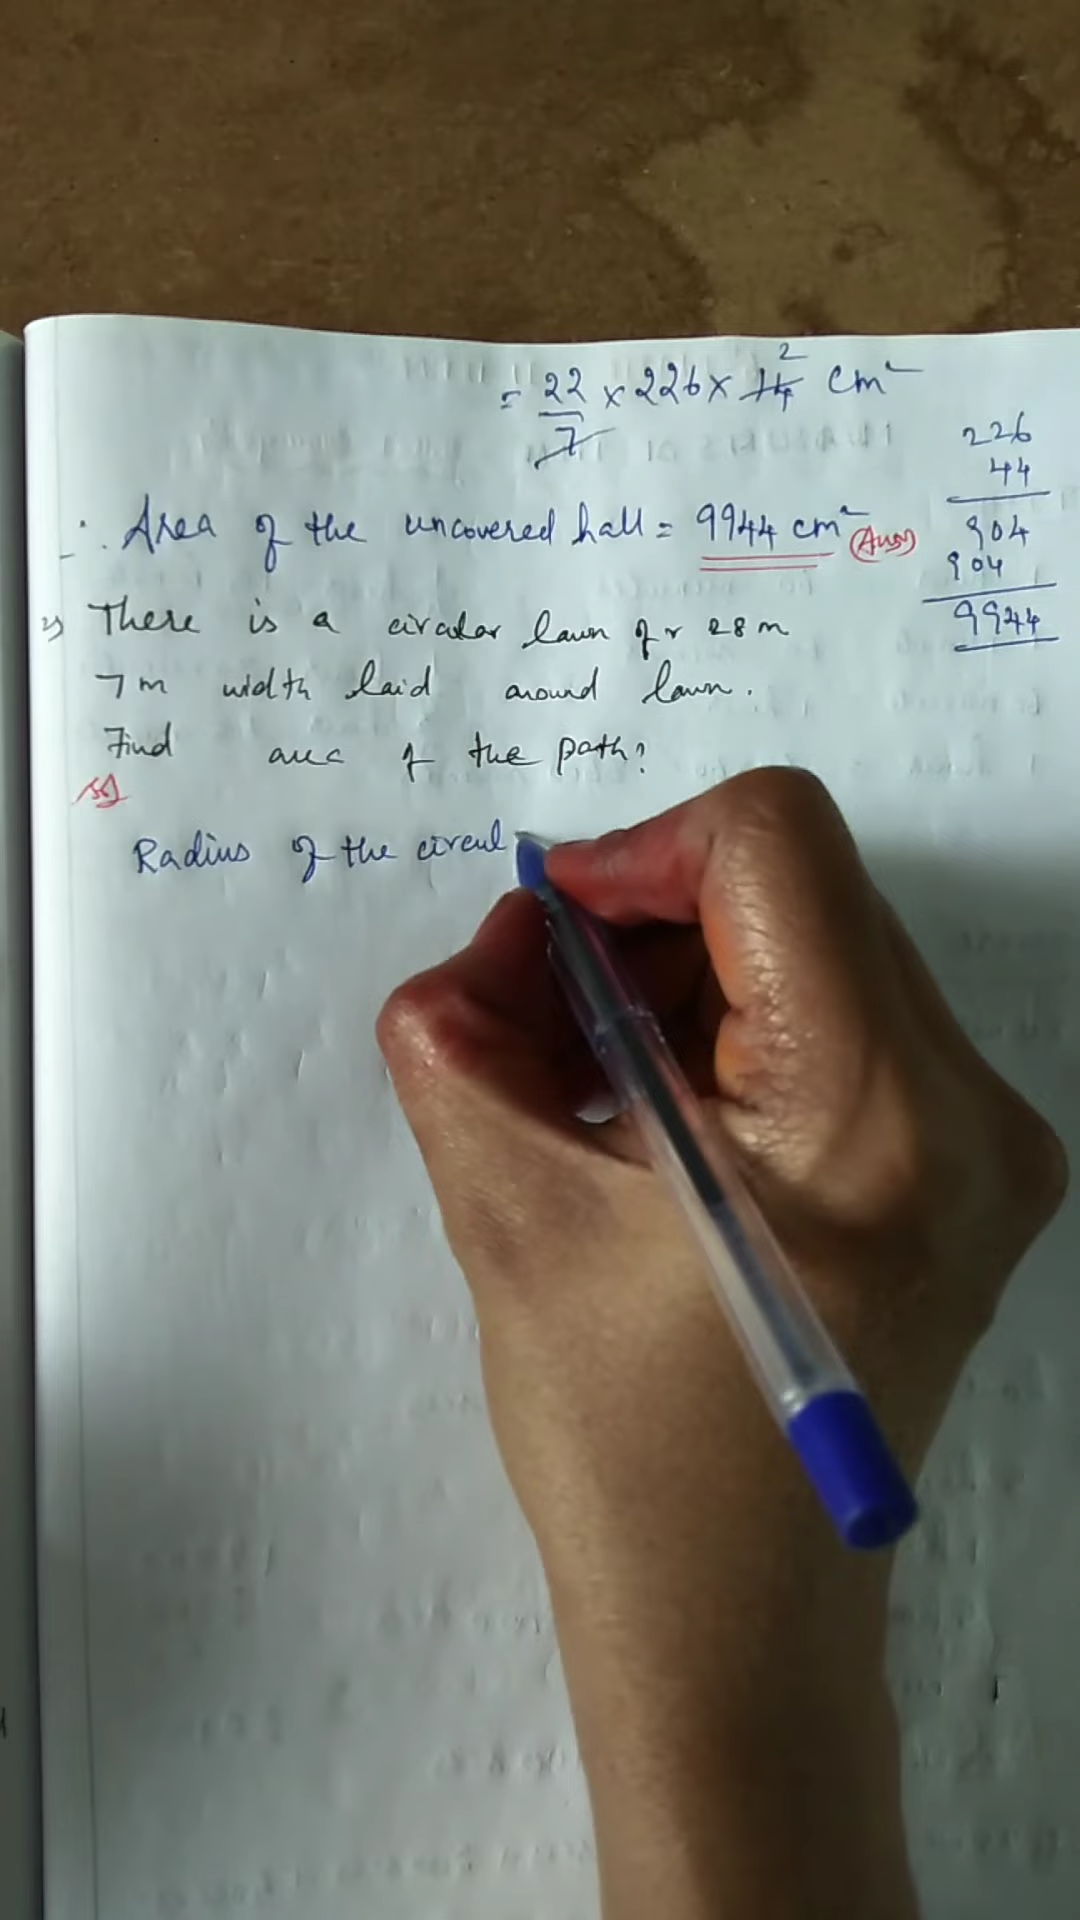 = 22/7 × 226 × 14 2 cm²
226
44
904
904
9944
∴ Area of the uncovered hall = 9944 cm² (Ans)
2) There is a circular lawn of r 28 m
7 m width laid around lawn.
Find area of the path?
Sol
Radius of the circul